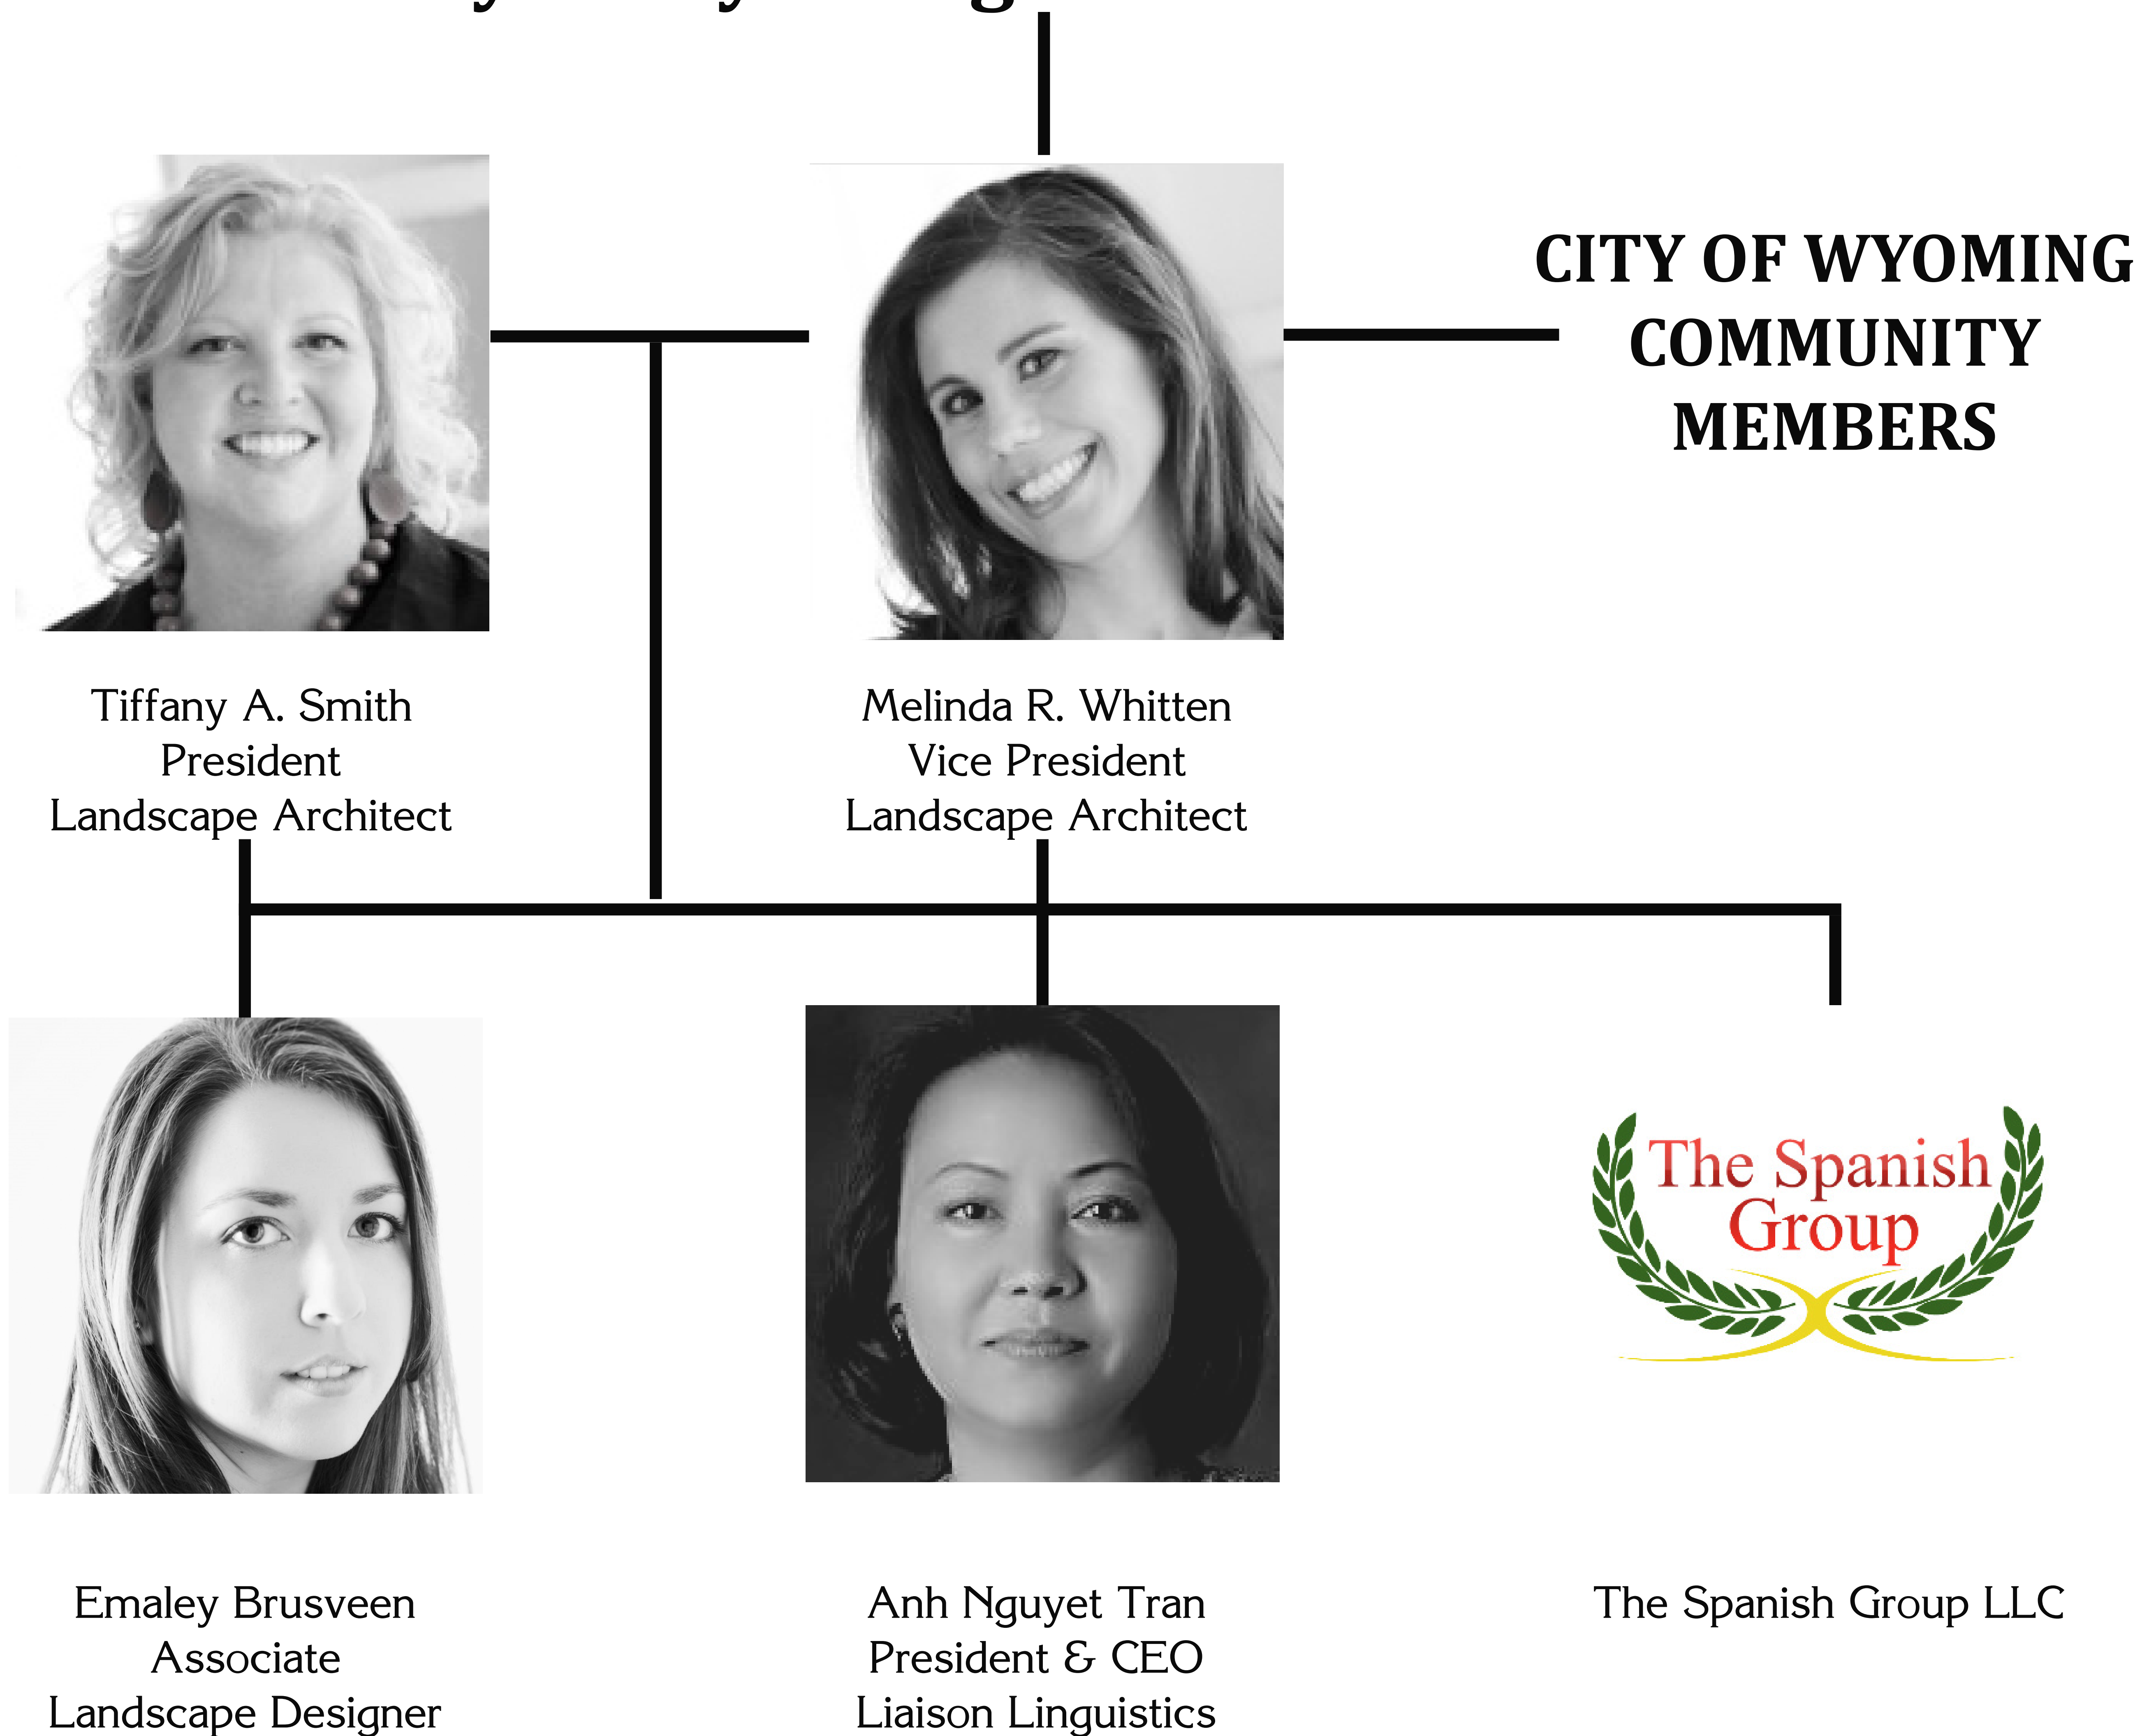 CITY OF WYOMING
COMMUNITY
MEMBERS
Tiffany A. Smith
President
Landscape Architect
Melinda R. Whitten
Vice President
Landscape Architect
The Spanish
Group
Emaley Brusveen
Associate
Landscape Designer
Anh Nguyet Tran
President & CEO
Liaison Linguistics
The Spanish Group LLC